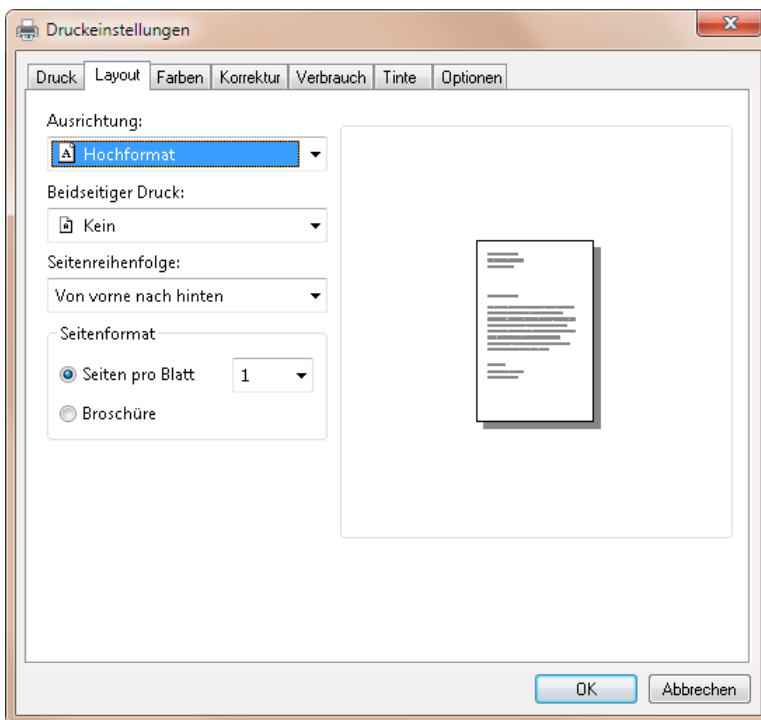 Druckeinstellungen
Druck Layout Farben Korrektur Verbrauch Tinte Optionen
Ausrichtung:
A Hochformat
Beidseitiger Druck:
Kein
Seitenreihenfolge:
Von vorne nach hinten
Seitenformat
Seiten pro Blatt 1
Broschüre
OK Abbrechen